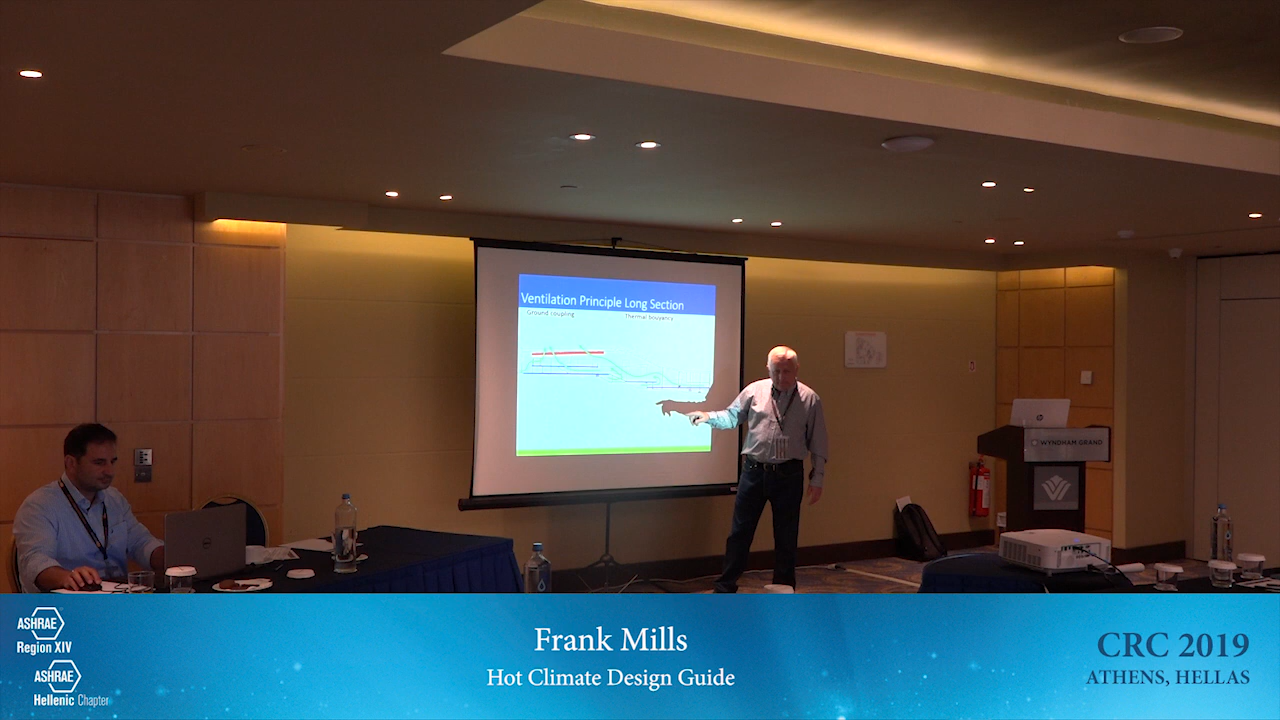 Ventilation Principle Long Section
Ground coupling
Thermal bouyancy
WYNDHAM GRAND
hp
ASHRAE
Region XIV
ASHRAE
Hellenic Chapter
Frank Mills
Hot Climate Design Guide
CRC 2019
ATHENS, HELLAS